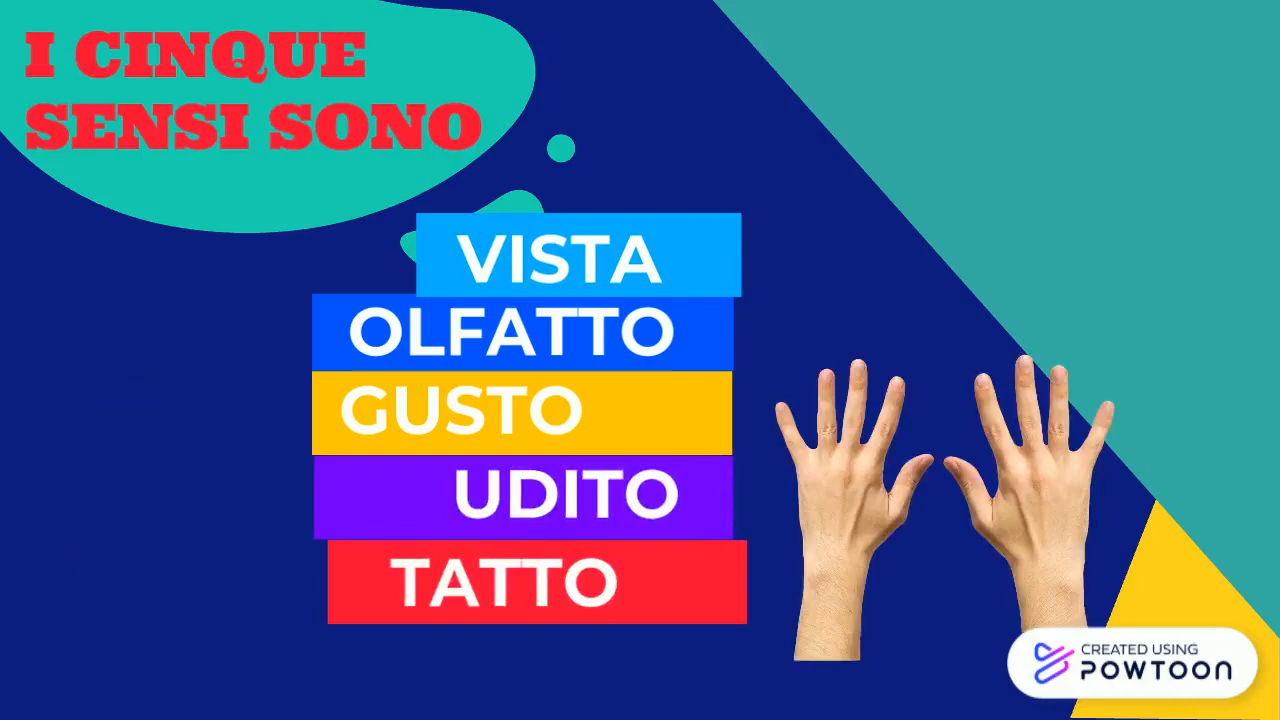 I CINQUE
SENSI SONO
VISTA
OLFATTO
GUSTO
UDITO
TATTO
CREATED USING
POWTOON